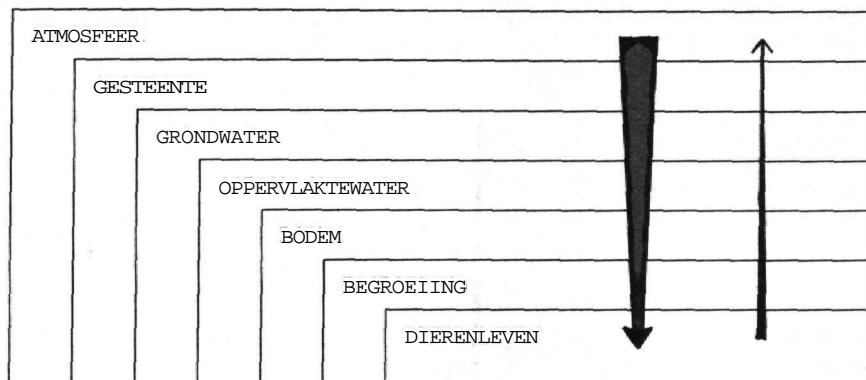 ATMOSFEER
GESTEENTE
GRONDWATER
OPPERVLAKTEWATER
BODEM
BEGROEIING
DIERENLEVEN